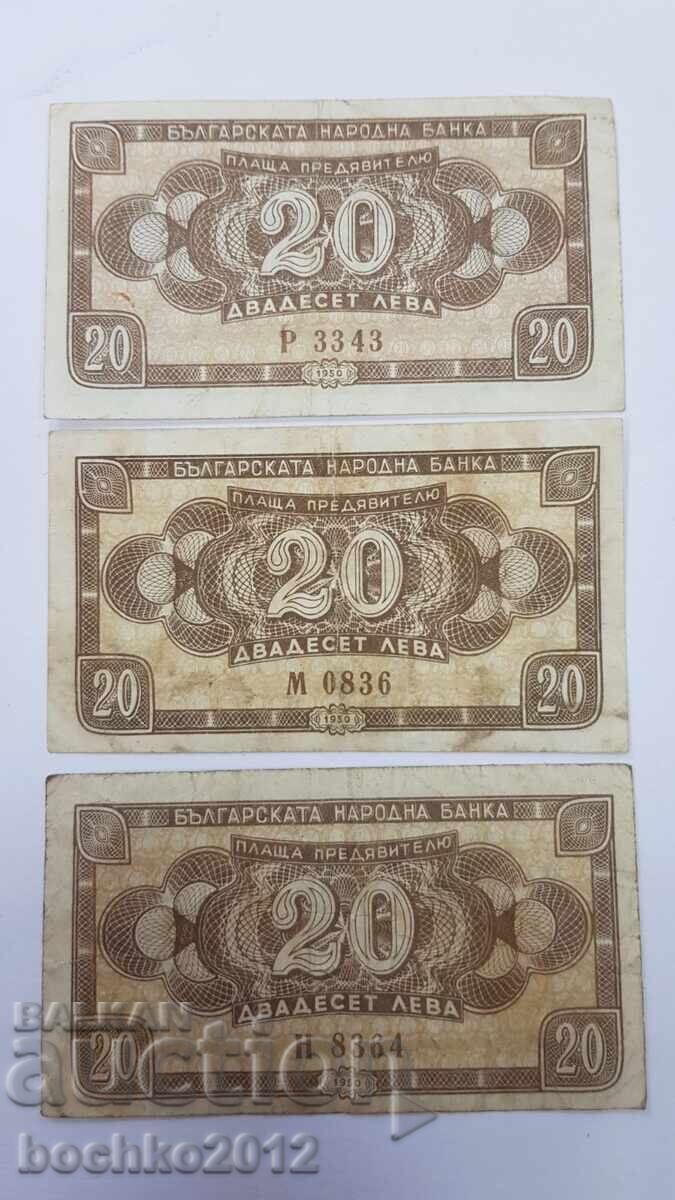 БЪЛГАРСКАТА НАРОДНА БАНКА
ПЛАЩА ПРЕДЯВИТЕЛЮ
20
ДВАДЕСЕТ ЛЕВА
20 Р 3343 20
1950
БЪЛГАРСКАТА НАРОДНА БАНКА
ПЛАЩА ПРЕДЯВИТЕЛЮ
20
ДВАДЕСЕТ ЛЕВА
20 М 0836 20
1950
БЪЛГАРСКАТА НАРОДНА БАНКА
ПЛАЩА ПРЕДЯВИТЕЛЮ
20
ДВАДЕСЕТ ЛЕВА
20 Н 8364 20
1950
BALKAN
auction
bochko2012